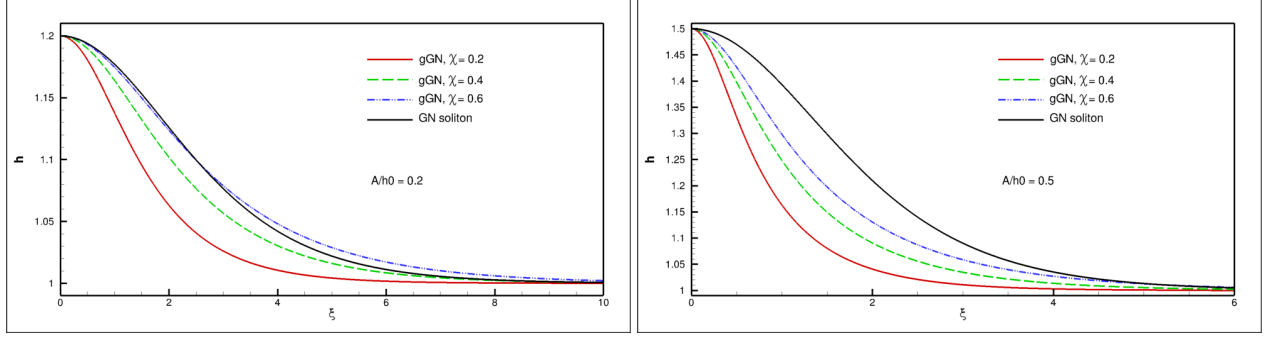 1.2
1.15
1.1
1.05
1
h
gGN, χ = 0.2
gGN, χ = 0.4
gGN, χ = 0.6
GN soliton
A/h0 = 0.2
0 2 4 6 8 10
ξ
1.5
1.45
1.4
1.35
1.3
1.25
1.2
1.15
1.1
1.05
1
h
gGN, χ = 0.2
gGN, χ = 0.4
gGN, χ = 0.6
GN soliton
A/h0 = 0.5
0 2 4 6
ξ